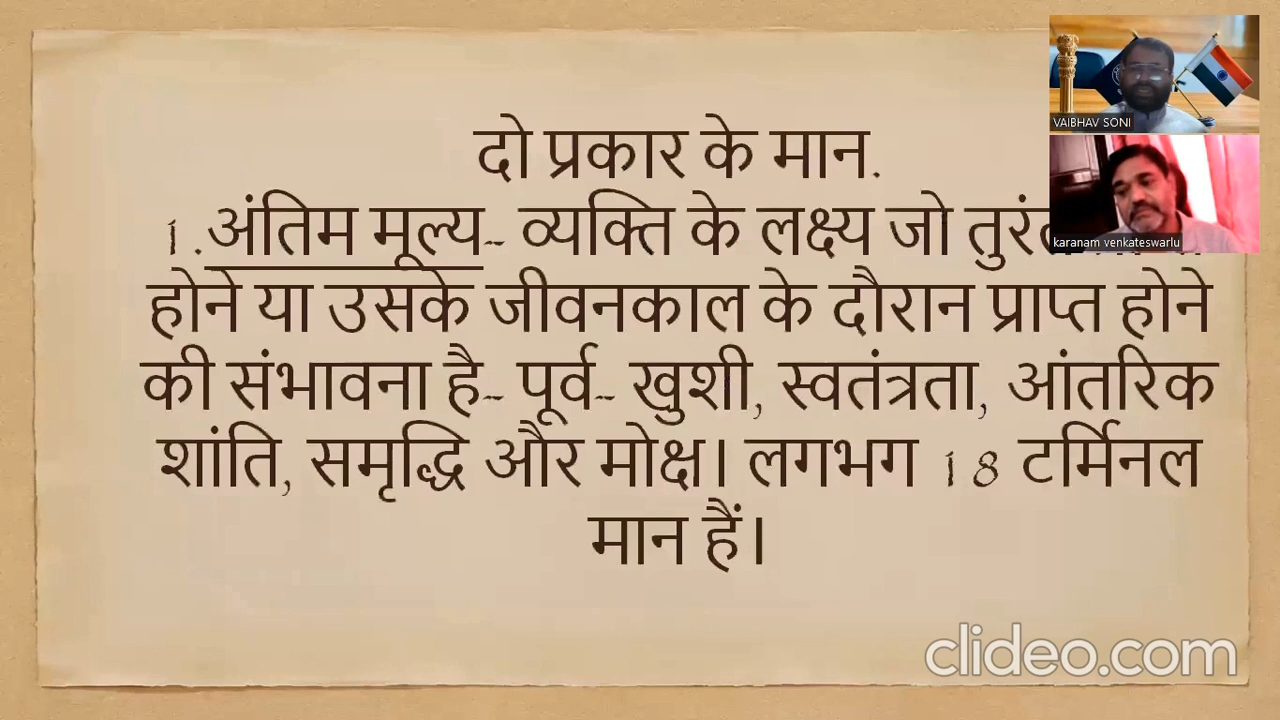 दो प्रकार के मान.
1.अंतिम मूल्य- व्यक्ति के लक्ष्य जो
होने या उसके जीवनकाल के दौरान प्राप्त होने
की संभावना है- पूर्व- खुशी, स्वतंत्रता, आंतरिक
शांति, समृद्धि और मोक्ष। लगभग 18 टर्मिनल
मान हैं।
VAIBHAV SONI
karanam venkateswarlu
clideo.com